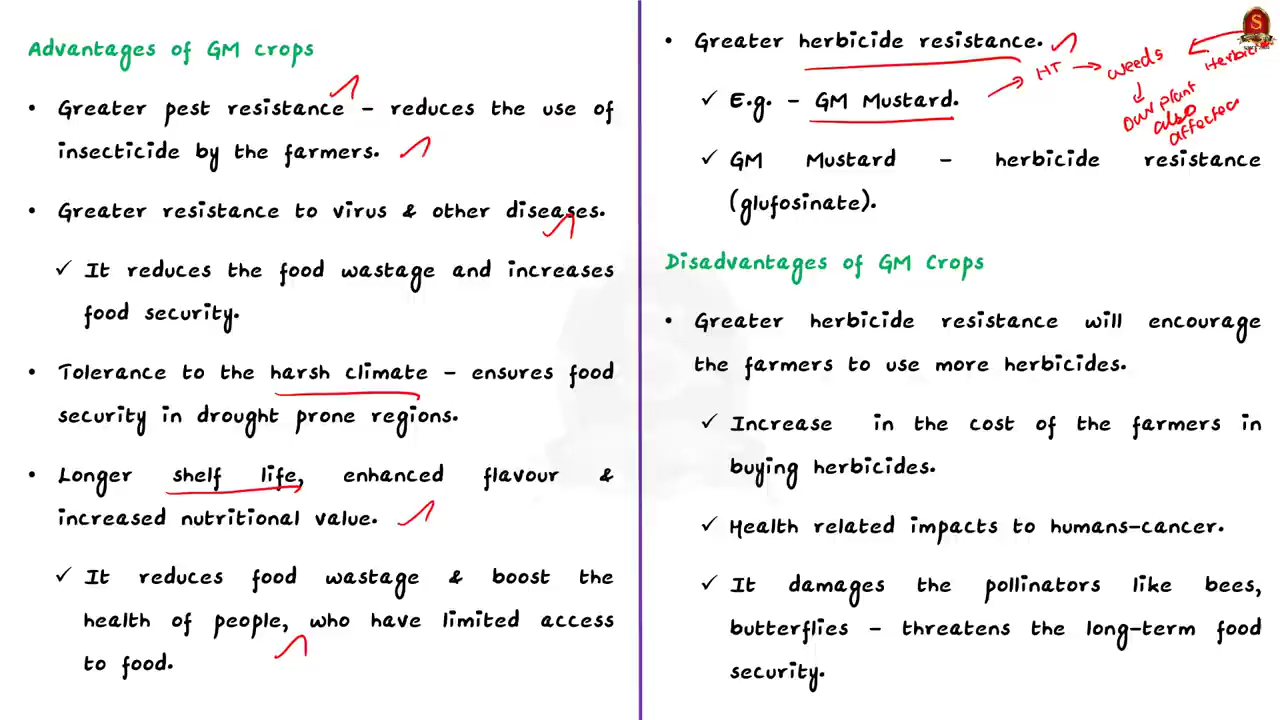 Advantages of GM crops
• Greater pest resistance – reduces the use of
insecticide by the farmers.
• Greater resistance to virus & other diseases.
✓ It reduces the food wastage and increases
food security.
• Tolerance to the harsh climate – ensures food
security in drought prone regions.
• Longer shelf life, enhanced flavour &
increased nutritional value.
✓ It reduces food wastage & boost the
health of people, who have limited access
to food.
• Greater herbicide resistance.
HT → weeds
own plant
also
affected
✓ E.g. – GM Mustard.
✓ GM Mustard – herbicide resistance
(glufosinate).
Disadvantages of GM Crops
• Greater herbicide resistance will encourage
the farmers to use more herbicides.
✓ Increase in the cost of the farmers in
buying herbicides.
✓ Health related impacts to humans-cancer.
✓ It damages the pollinators like bees,
butterflies – threatens the long-term food
security.